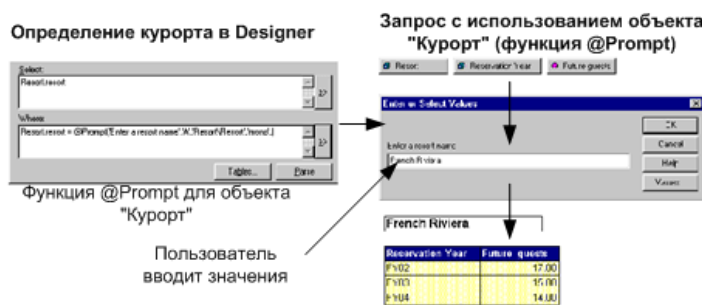 Определение курорта в Designer
Select:
Resort.resort
Where:
Resort.resort = @Prompt('Enter a resort name','A','Resort\Resort','mono',)
Tables...
Parse
Функция @Prompt для объекта
"Курорт"
Пользователь
вводит значения
Запрос с использованием объекта
"Курорт" (функция @Prompt)
Resort
Reservation Year
Future guests
Enter or Select Values
Enter a resort name
French Riviera
OK
Cancel
Help
Values
French Riviera
Reservation Year Future guests
FY02 17.00
FY03 15.00
FY04 14.00